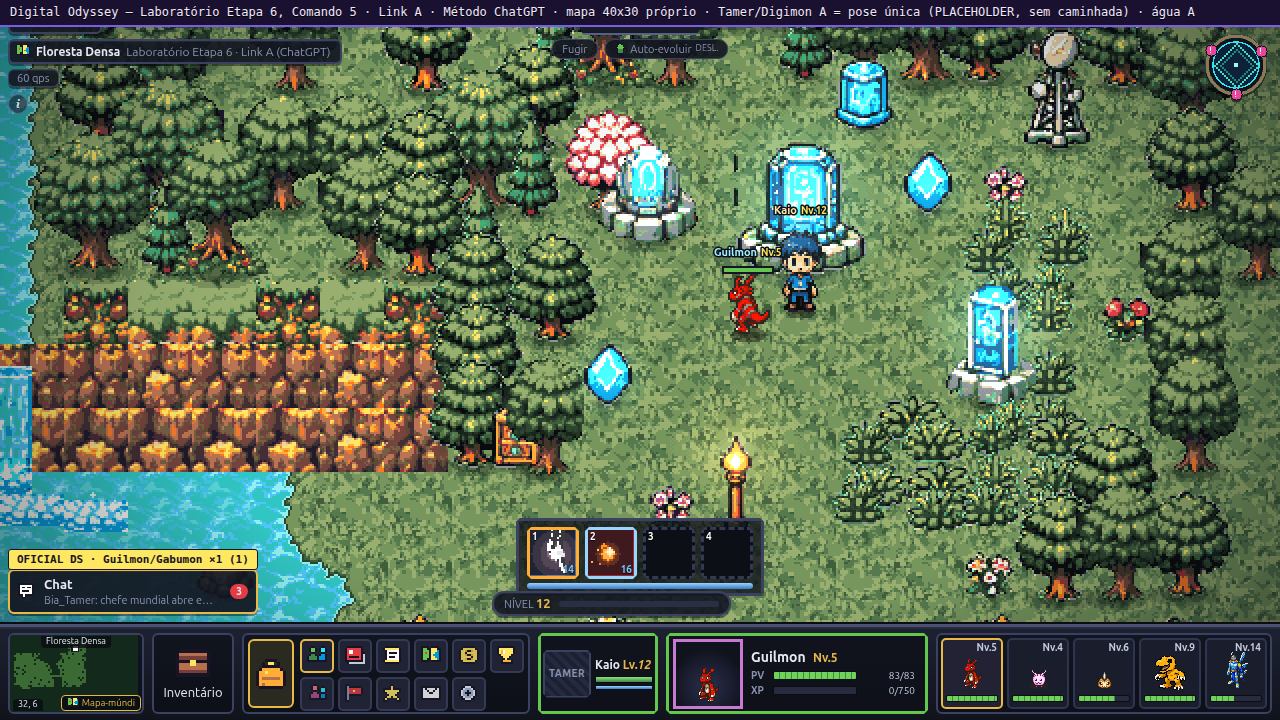 Digital Odyssey — Laboratório Etapa 6, Comando 5 · Link A · Método ChatGPT · mapa 40x30 próprio · Tamer/Digimon A = pose única (PLACEHOLDER, sem caminhada) · água A
Floresta Densa Laboratório Etapa 6 · Link A (ChatGPT)
Fugir
Auto-evoluir DESL.
60 qps
i
Kaio Nv.12
Guilmon Nv.5
1
14
2
16
3
4
NÍVEL 12
OFICIAL DS · Guilmon/Gabumon ×1 (1)
Chat
Bia_Tamer: chefe mundial abre e...
3
Floresta Densa
32, 6
Mapa-múndi
Inventário
TAMER
Kaio Lv.12
Guilmon Nv.5
PV 83/83
XP 0/750
Nv.5
Nv.4
Nv.6
Nv.9
Nv.14